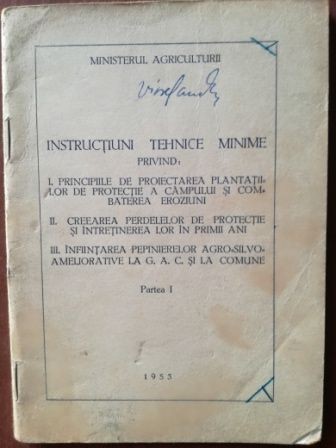 MINISTERUL AGRICULTURII
INSTRUCȚIUNI TEHNICE MINIME
PRIVIND:
I. PRINCIPIILE DE PROIECTAREA PLANTAȚII-
LOR DE PROTECȚIE A CÂMPULUI ȘI COM-
BATEREA EROZIUNI
II. CREEAREA PERDELELOR DE PROTECȚIE
ȘI ÎNTREȚINEREA LOR ÎN PRIMII ANI
III. ÎNFIINȚAREA PEPINIERELOR AGRO-SILVO-
AMELIORATIVE LA G. A. C. ȘI LA COMUNE
Partea I
1953